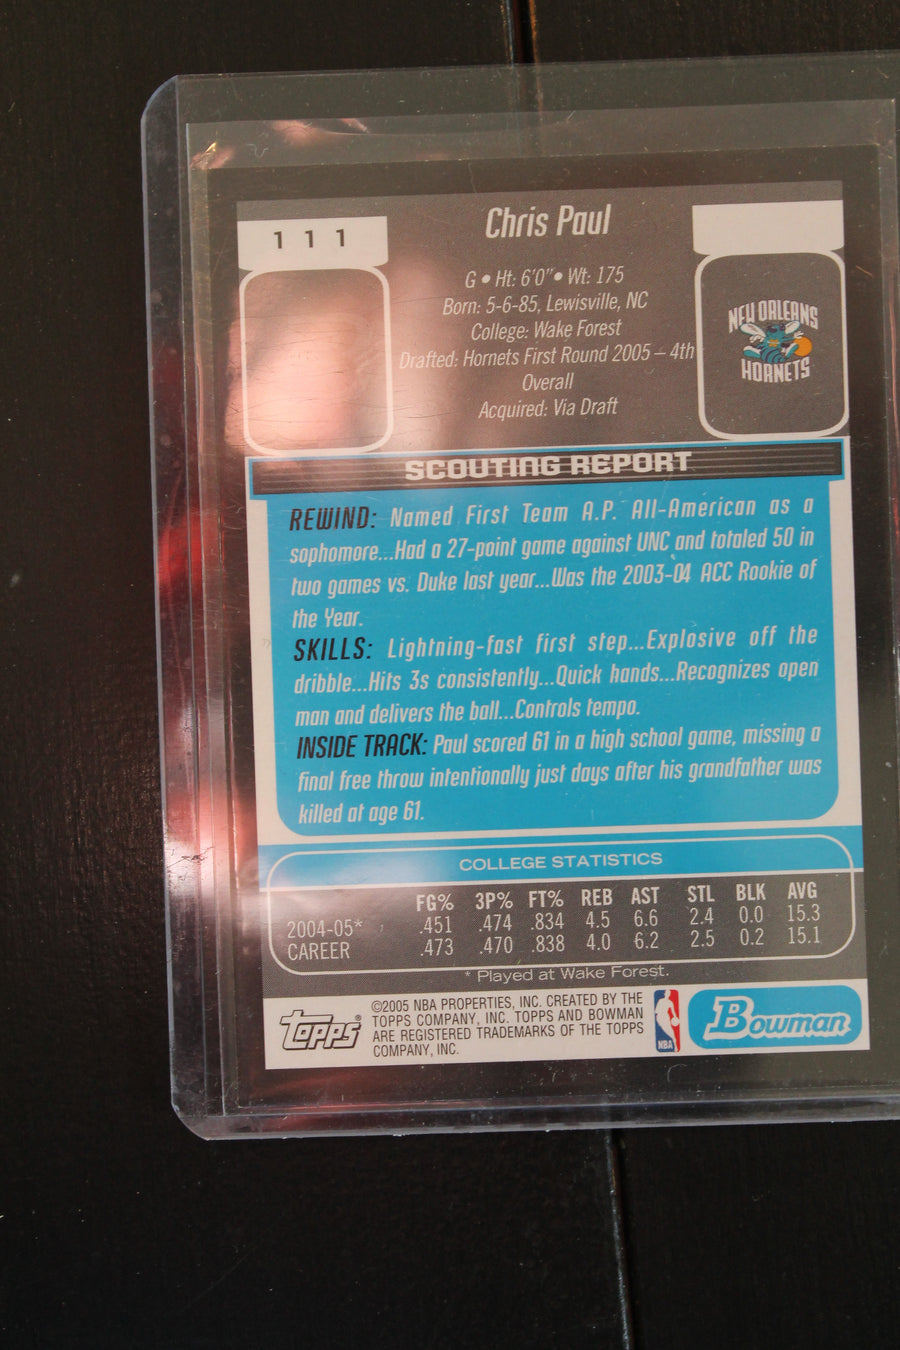 111
Chris Paul
G • Ht: 6'0" • Wt: 175
Born: 5-6-85, Lewisville, NC
College: Wake Forest
Drafted: Hornets First Round 2005 – 4th
Overall
Acquired: Via Draft
NEW ORLEANS
HORNETS
SCOUTING REPORT
REWIND: Named First Team A.P. All-American as a
sophomore...Had a 27-point game against UNC and totaled 50 in
two games vs. Duke last year...Was the 2003-04 ACC Rookie of
the Year.
SKILLS: Lightning-fast first step...Explosive off the
dribble...Hits 3s consistently...Quick hands...Recognizes open
man and delivers the ball...Controls tempo.
INSIDE TRACK: Paul scored 61 in a high school game, missing a
final free throw intentionally just days after his grandfather was
killed at age 61.
COLLEGE STATISTICS
FG% 3P% FT% REB AST STL BLK AVG
2004-05* .451 .474 .834 4.5 6.6 2.4 0.0 15.3
CAREER .473 .470 .838 4.0 6.2 2.5 0.2 15.1
* Played at Wake Forest.
Topps®
©2005 NBA PROPERTIES, INC. CREATED BY THE
TOPPS COMPANY, INC. TOPPS AND BOWMAN
ARE REGISTERED TRADEMARKS OF THE TOPPS
COMPANY, INC.
NBA
Bowman